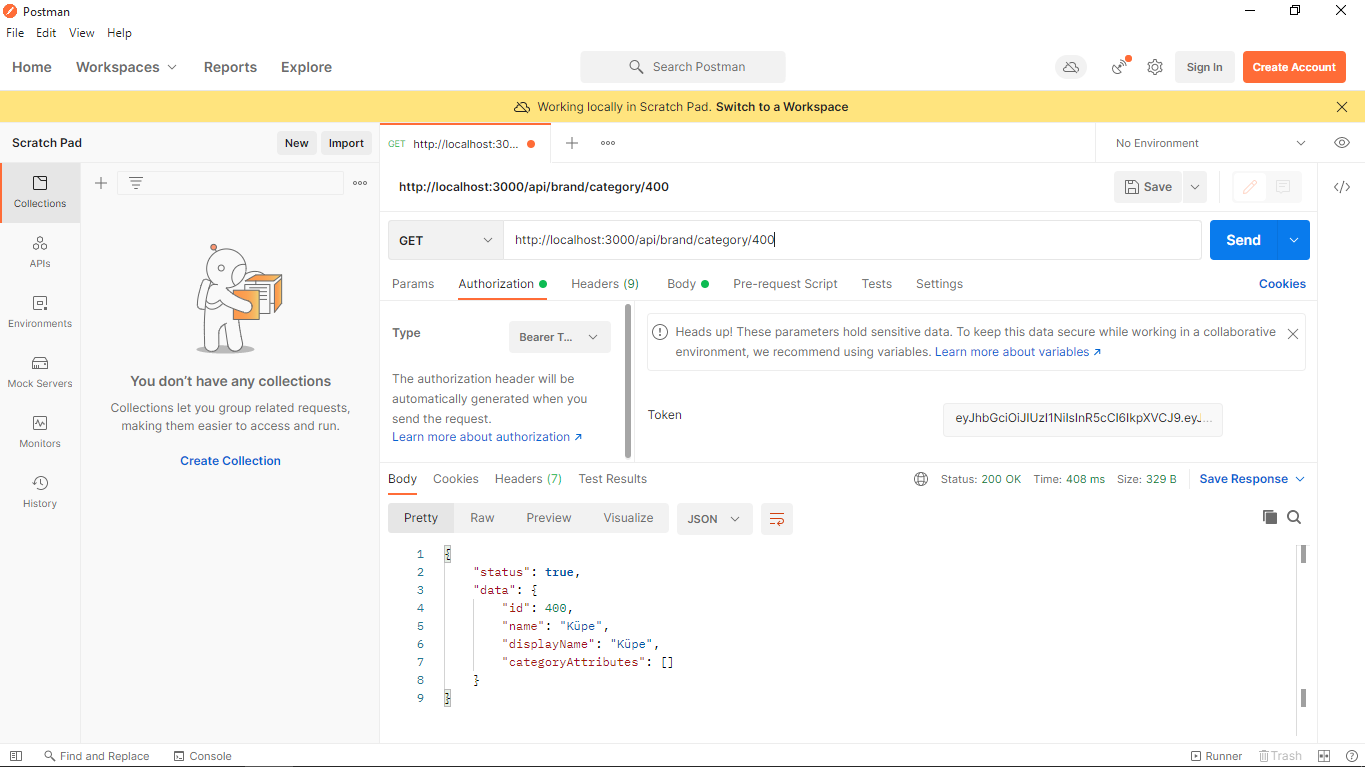 Postman
File Edit View Help
Home Workspaces Reports Explore
Search Postman
Sign In
Create Account
Working locally in Scratch Pad. Switch to a Workspace
Scratch Pad
New
Import
GET http://localhost:30...
No Environment
http://localhost:3000/api/brand/category/400
Save
Collections
APIs
Environments
Mock Servers
Monitors
History
You don't have any collections
Collections let you group related requests,
making them easier to access and run.
Create Collection
GET
http://localhost:3000/api/brand/category/400
Send
Params Authorization Headers (9) Body Pre-request Script Tests Settings Cookies
Type
Bearer T...
The authorization header will be
automatically generated when you
send the request.
Learn more about authorization ↗
Heads up! These parameters hold sensitive data. To keep this data secure while working in a collaborative
environment, we recommend using variables. Learn more about variables ↗
Token
eyJhbGciOiJIUzI1NiIsInR5cCI6IkpXVCJ9.eyJ...
Body Cookies Headers (7) Test Results
Status: 200 OK Time: 408 ms Size: 329 B Save Response
Pretty Raw Preview Visualize JSON
1 {
2 "status": true,
3 "data": {
4 "id": 400,
5 "name": "Küpe",
6 "displayName": "Küpe",
7 "categoryAttributes": []
8 }
9 }
Find and Replace Console
Runner Trash